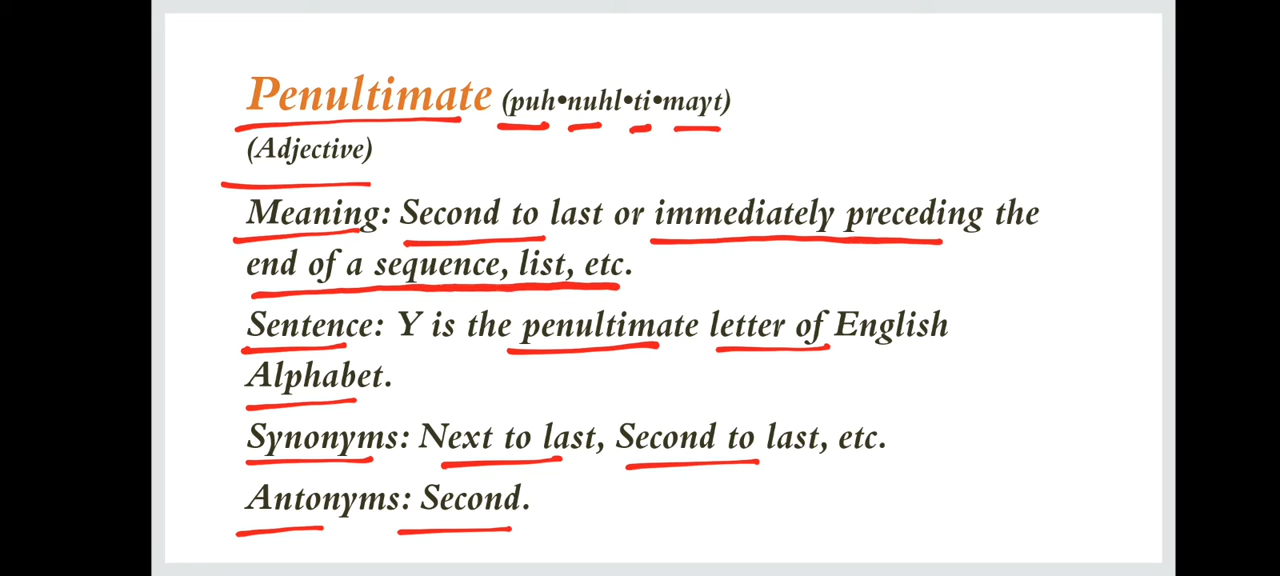 Penultimate (puh•nuhl•ti•mayt)
(Adjective)
Meaning: Second to last or immediately preceding the
end of a sequence, list, etc.
Sentence: Y is the penultimate letter of English
Alphabet.
Synonyms: Next to last, Second to last, etc.
Antonyms: Second.